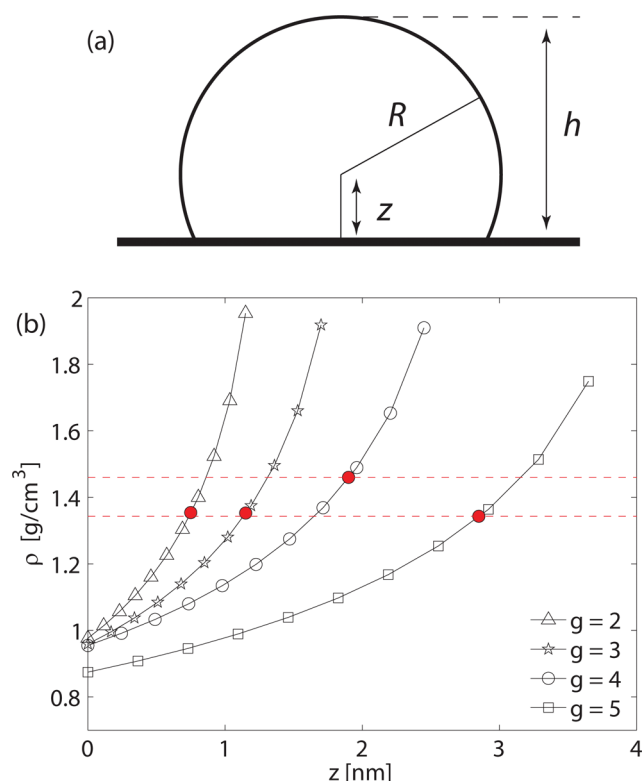 (a)
R
h
z
(b)
2
1.8
1.6
1.4
1.2
1
0.8
ρ [g/cm³]
g = 2
g = 3
g = 4
g = 5
0 1 2 3 4
z [nm]